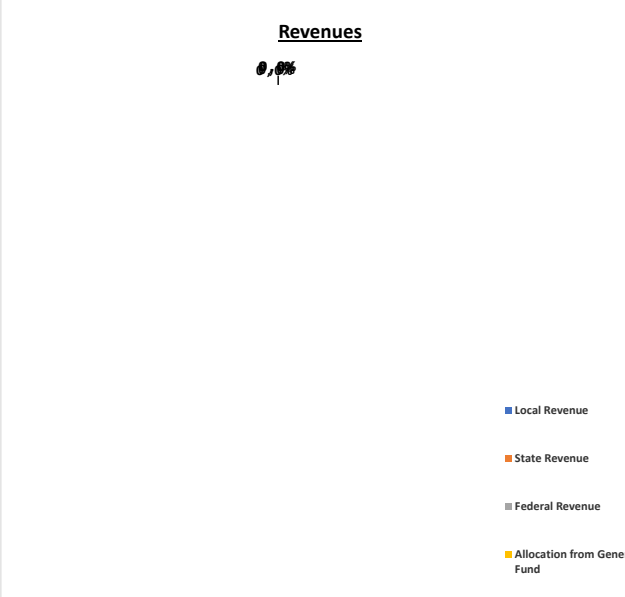 Revenues
Local Revenue
State Revenue
Federal Revenue
Allocation from Gene
Fund